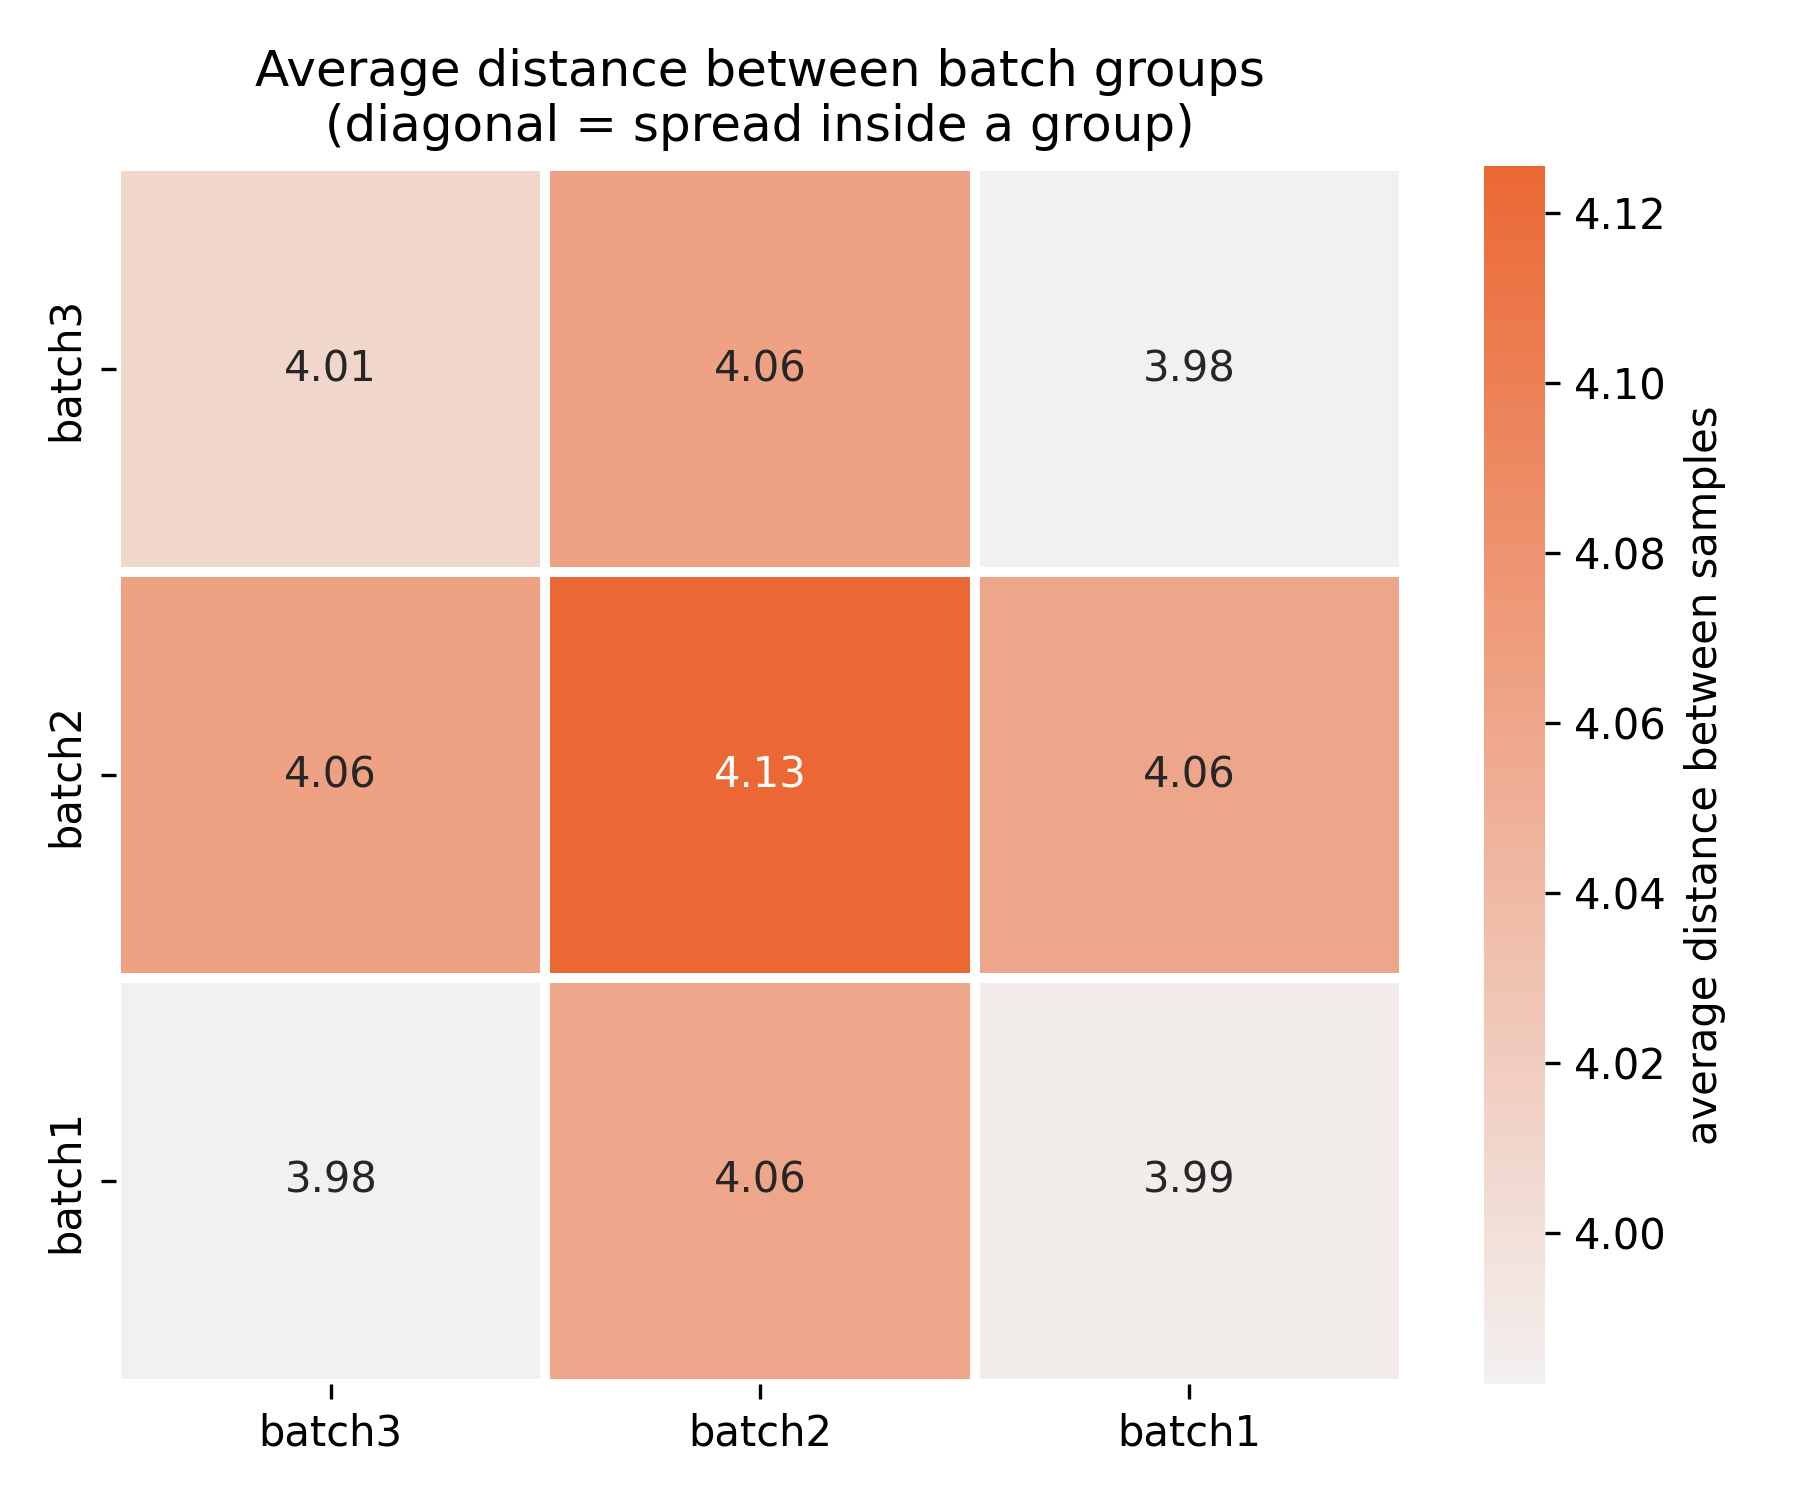 Average distance between batch groups
(diagonal = spread inside a group)
batch3
4.01
4.06
3.98
batch2
4.06
4.13
4.06
batch1
3.98
4.06
3.99
batch3
batch2
batch1
4.12
4.10
4.08
4.06
4.04
4.02
4.00
average distance between samples